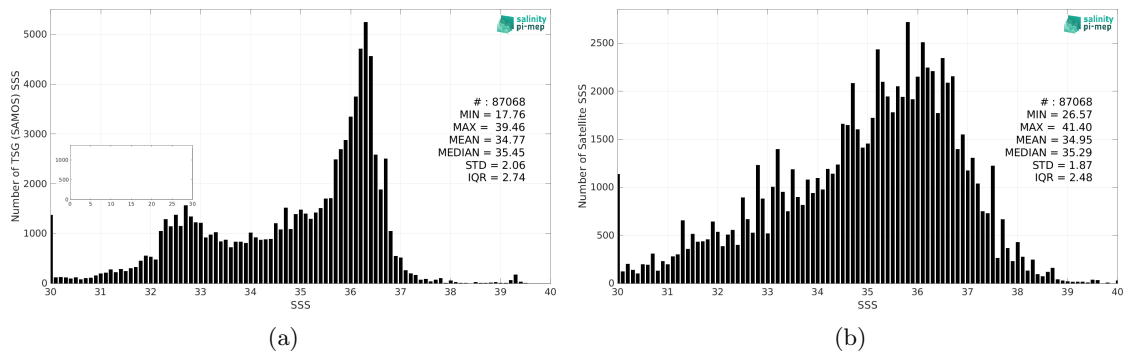 5000
4000
3000
2000
1000
0
Number of TSG (SAMOS) SSS
salinity
pi-mep
# : 87068
MIN = 17.76
MAX = 39.46
MEAN = 34.77
MEDIAN = 35.45
STD = 2.06
IQR = 2.74
1000
500
0
0 5 10 15 20 25 30
30 31 32 33 34 35 36 37 38 39 40
SSS
(a)
2500
2000
1500
1000
500
0
Number of Satellite SSS
salinity
pi-mep
# : 87068
MIN = 26.57
MAX = 41.40
MEAN = 34.95
MEDIAN = 35.29
STD = 1.87
IQR = 2.48
30 31 32 33 34 35 36 37 38 39 40
SSS
(b)